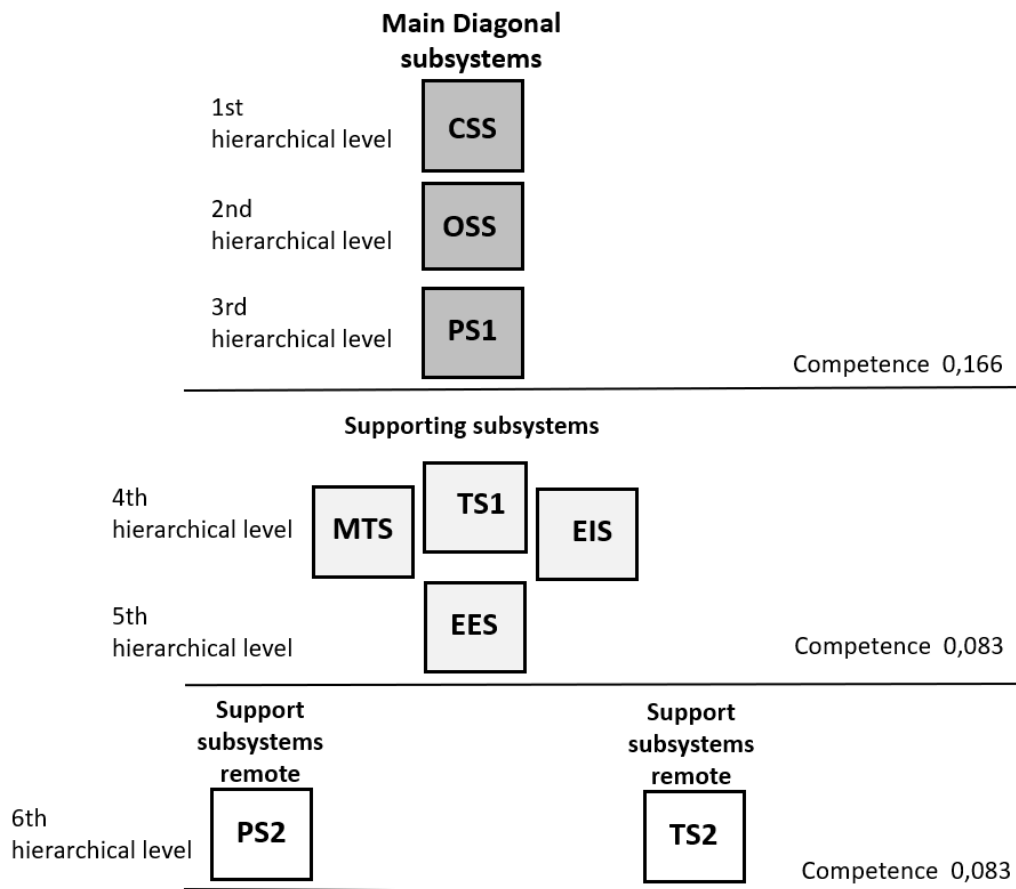 Main Diagonal
subsystems
1st
hierarchical level
CSS
2nd
hierarchical level
OSS
3rd
hierarchical level
PS1
Competence 0,166
Supporting subsystems
4th
hierarchical level
MTS
TS1
EIS
5th
hierarchical level
EES
Competence 0,083
Support
subsystems
remote
Support
subsystems
remote
6th
hierarchical level
PS2
TS2
Competence 0,083